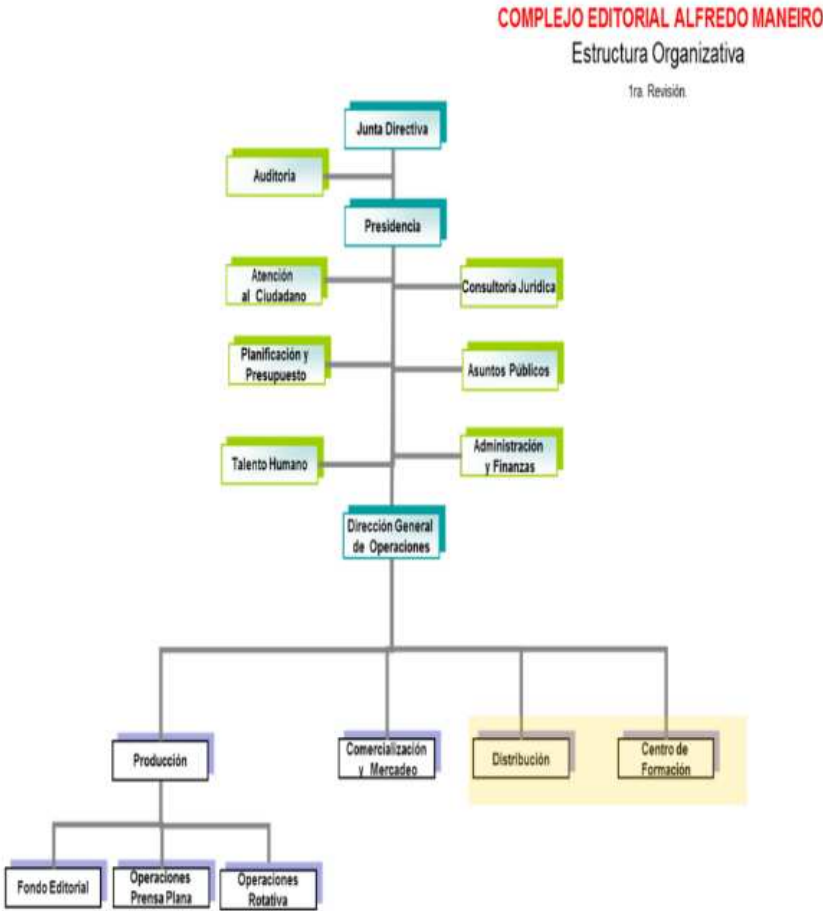 COMPLEJO EDITORIAL ALFREDO MANEIRO
Estructura Organizativa
1ra. Revisión.
Junta Directiva
Auditoria
Presidencia
Atención
al Ciudadano
Consultoría Jurídica
Planificación y
Presupuesto
Asuntos Públicos
Talento Humano
Administración
y Finanzas
Dirección General
de Operaciones
Producción
Comercialización
y Mercadeo
Distribución
Centro de
Formación
Fondo Editorial
Operaciones
Prensa Plana
Operaciones
Rotativa